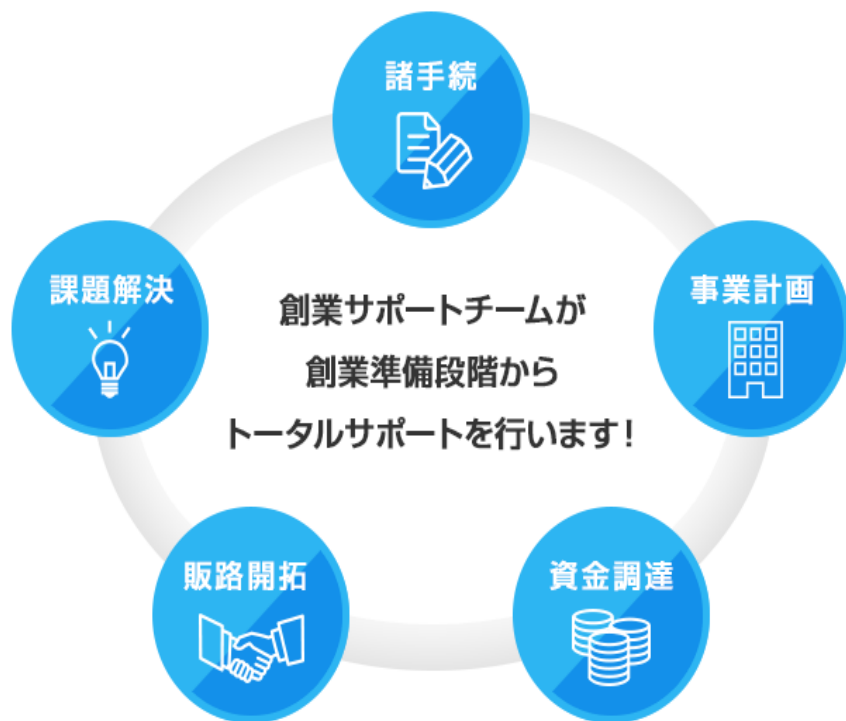 諸手続
課題解決
事業計画
創業サポートチームが
創業準備段階から
トータルサポートを行います!
販路開拓
資金調達